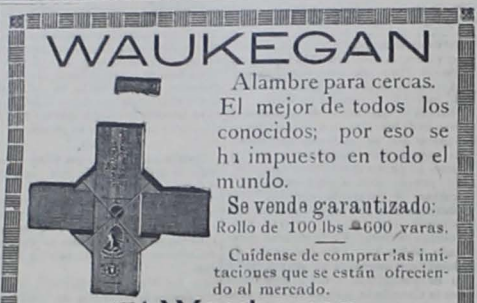 WAUKEGAN
Alambre para cercas.
El mejor de todos los
conocidos; por eso se
ha impuesto en todo el
mundo.
Se vende garantizado:
Rollo de 100 lbs = 600 varas.
Cuídense de comprar las imi-
taciones que se están ofrecien-
do al mercado.